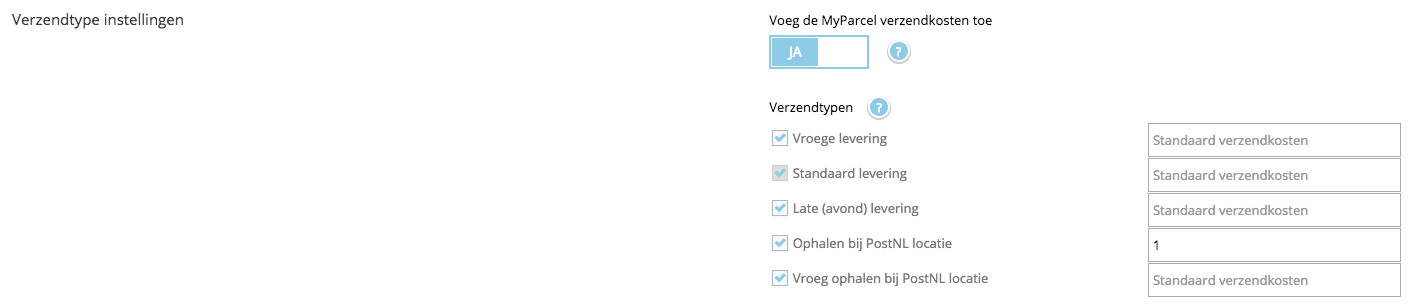 Verzendtype instellingen
Voeg de MyParcel verzendkosten toe
JA
?
Verzendtypen ?
Vroege levering Standaard verzendkosten
Standaard levering Standaard verzendkosten
Late (avond) levering Standaard verzendkosten
Ophalen bij PostNL locatie 1
Vroeg ophalen bij PostNL locatie Standaard verzendkosten